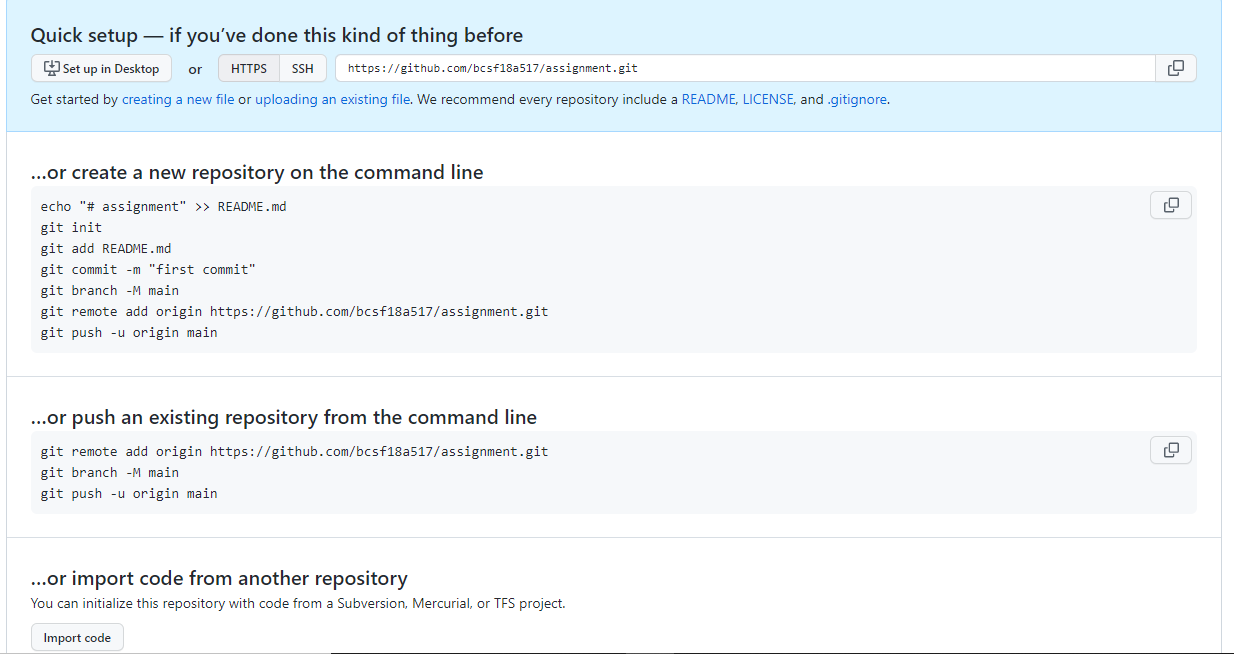 Quick setup — if you’ve done this kind of thing before
Set up in Desktop or HTTPS SSH https://github.com/bcsf18a517/assignment.git
Get started by creating a new file or uploading an existing file. We recommend every repository include a README, LICENSE, and .gitignore.
…or create a new repository on the command line
echo "# assignment" >> README.md
git init
git add README.md
git commit -m "first commit"
git branch -M main
git remote add origin https://github.com/bcsf18a517/assignment.git
git push -u origin main
…or push an existing repository from the command line
git remote add origin https://github.com/bcsf18a517/assignment.git
git branch -M main
git push -u origin main
…or import code from another repository
You can initialize this repository with code from a Subversion, Mercurial, or TFS project.
Import code